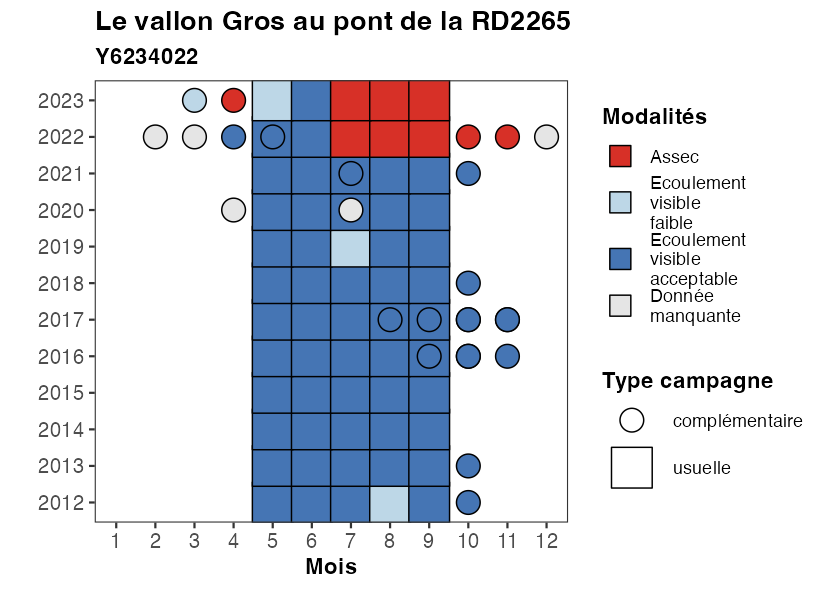 Le vallon Gros au pont de la RD2265
Y6234022
2023
2022
2021
2020
2019
2018
2017
2016
2015
2014
2013
2012
1 2 3 4 5 6 7 8 9 10 11 12
Mois
Modalités
Assec
Ecoulement
visible
faible
Ecoulement
visible
acceptable
Donnée
manquante
Type campagne
complémentaire
usuelle